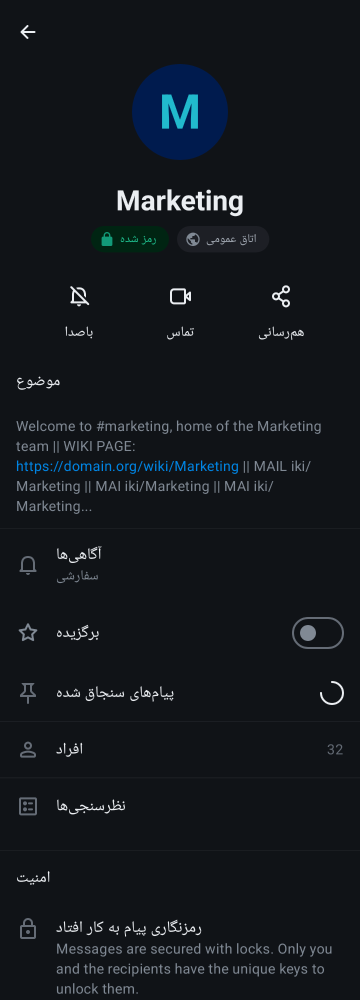 M
Marketing
رمز شده
اتاق عمومی
باصدا
تماس
هم‌رسانی
موضوع
Welcome to #marketing, home of the Marketing
team || WIKI PAGE:
https://domain.org/wiki/Marketing || MAIL iki/
Marketing || MAI iki/Marketing || MAI iki/
Marketing...
آگاهی‌ها
سفارشی
برگزیده
پیام‌های سنجاق شده
افراد
32
نظرسنجی‌ها
امنیت
رمزنگاری پیام به کار افتاد
Messages are secured with locks. Only you
and the recipients have the unique keys to
unlock them.